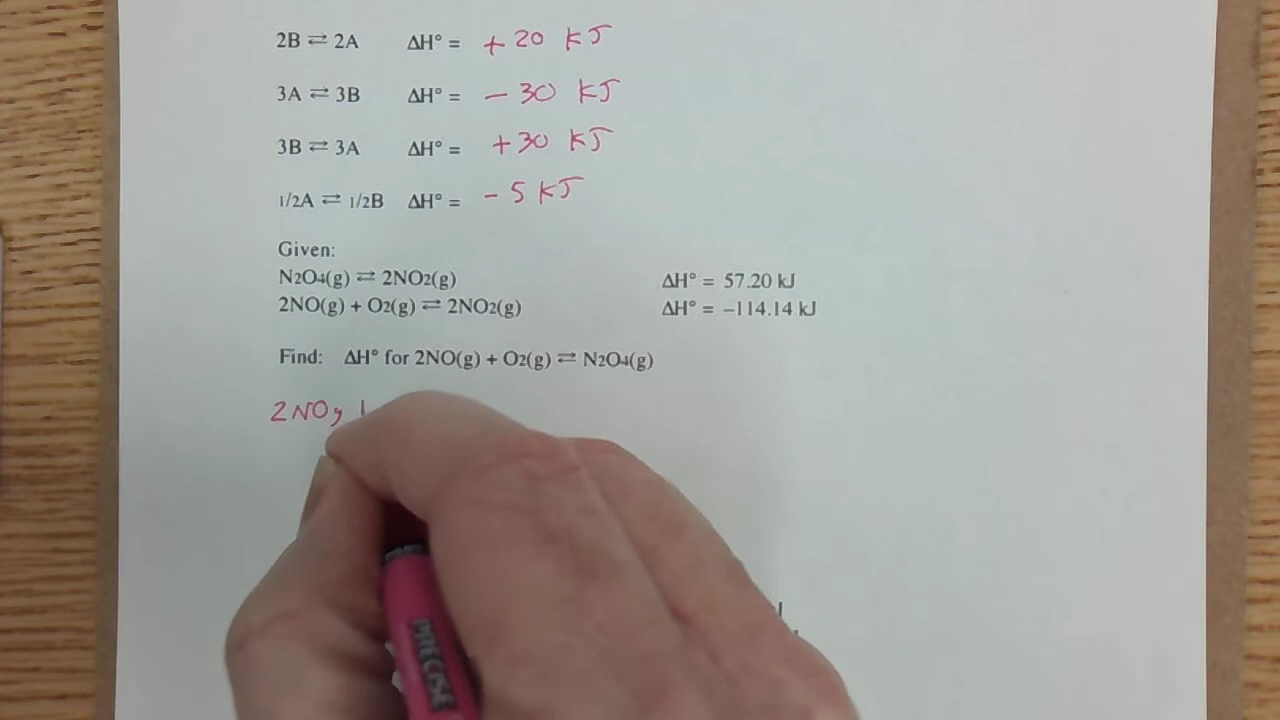 2B ⇄ 2A ΔH° = + 20 kJ
3A ⇄ 3B ΔH° = - 30 kJ
3B ⇄ 3A ΔH° = +30 kJ
1/2A ⇄ 1/2B ΔH° = - 5 kJ
Given:
N2O4(g) ⇄ 2NO2(g) ΔH° = 57.20 kJ
2NO(g) + O2(g) ⇄ 2NO2(g) ΔH° = –114.14 kJ
Find: ΔH° for 2NO(g) + O2(g) ⇄ N2O4(g)
2NOg
PRECISE